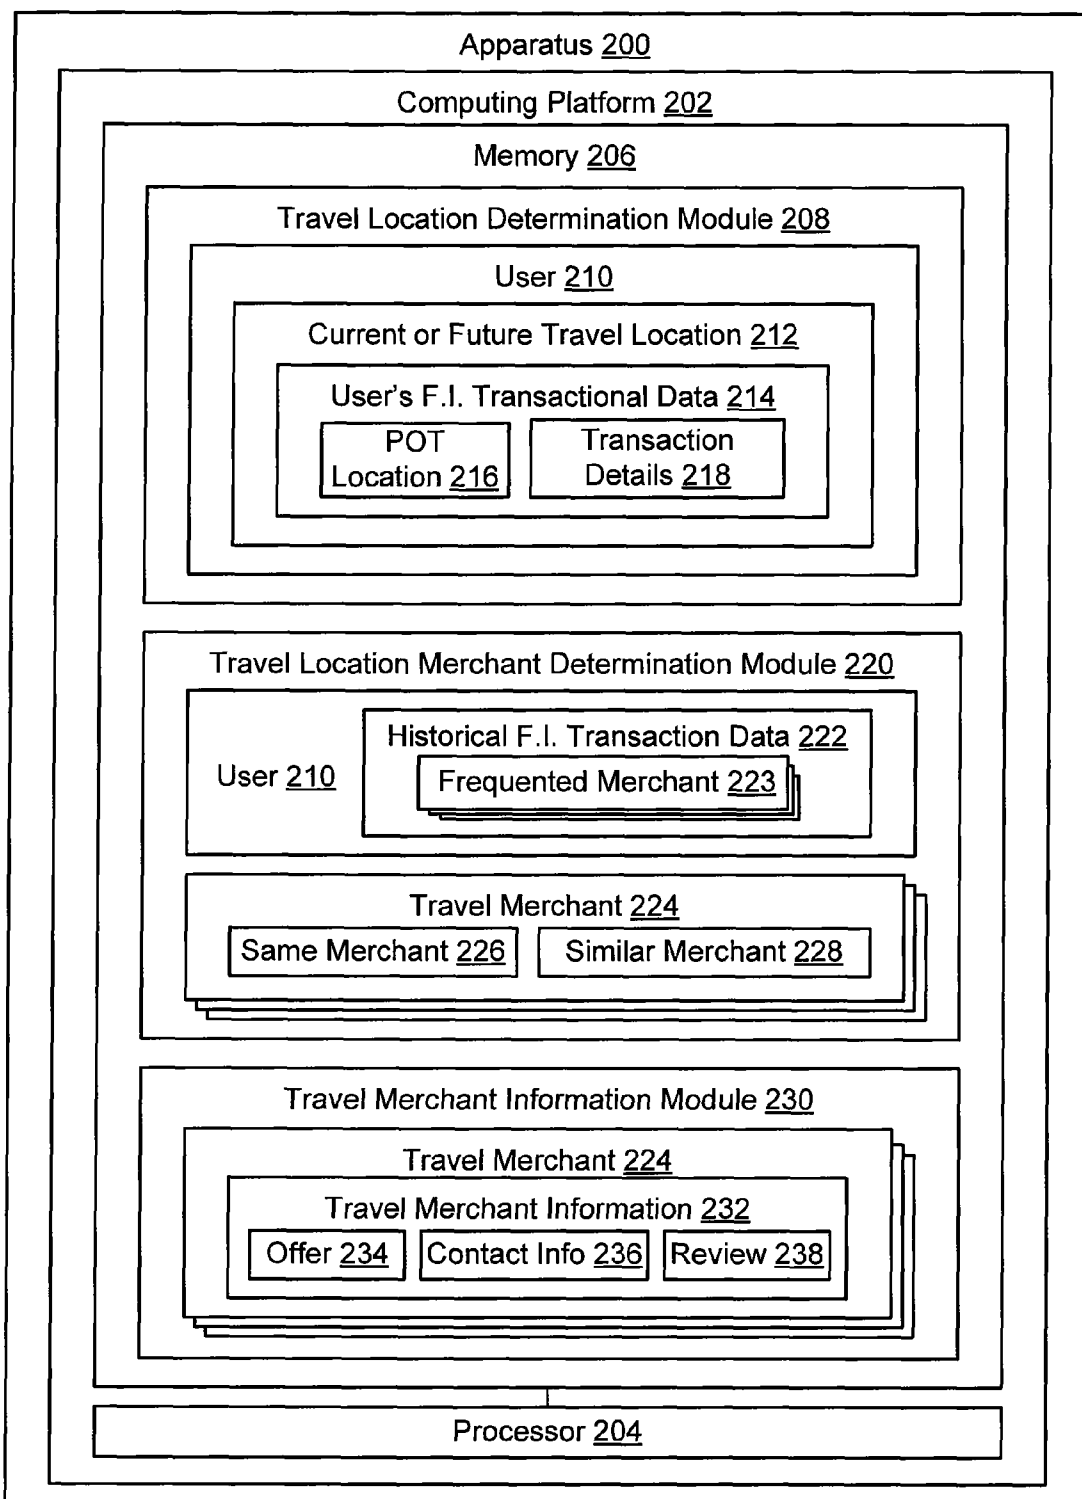 Apparatus 200
Computing Platform 202
Memory 206
Travel Location Determination Module 208
User 210
Current or Future Travel Location 212
User's F.I. Transactional Data 214
POT
Location 216
Transaction
Details 218
Travel Location Merchant Determination Module 220
User 210
Historical F.I. Transaction Data 222
Frequented Merchant 223
Travel Merchant 224
Same Merchant 226
Similar Merchant 228
Travel Merchant Information Module 230
Travel Merchant 224
Travel Merchant Information 232
Offer 234
Contact Info 236
Review 238
Processor 204